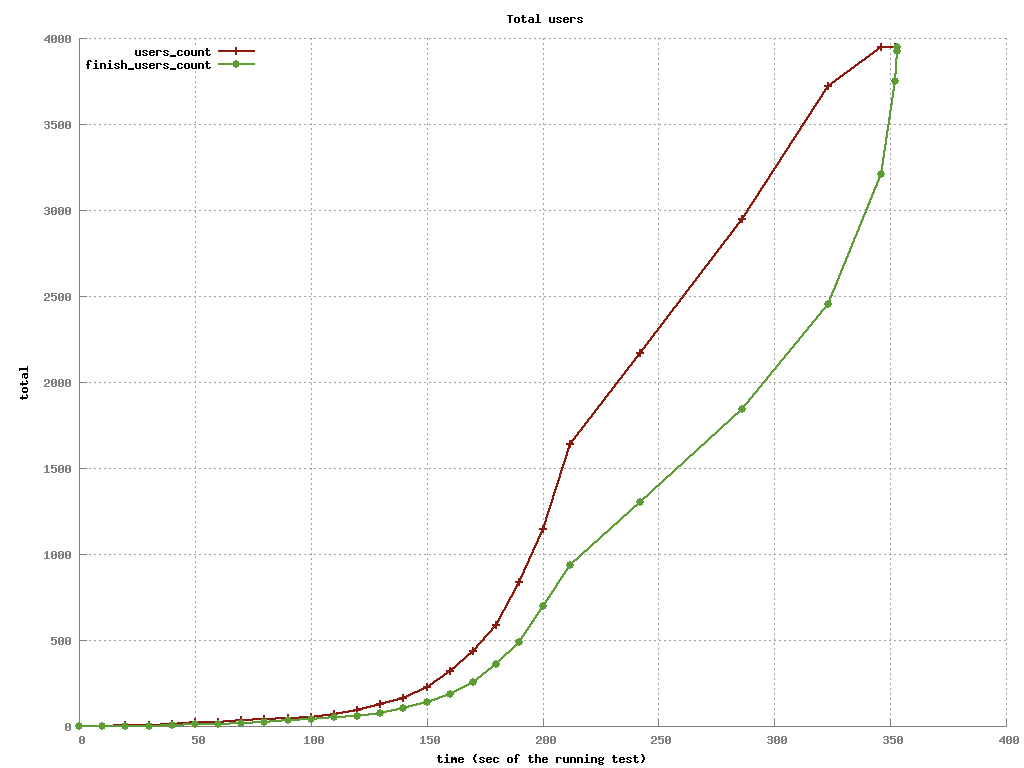 Total users
users_count
finish_users_count
4000
3500
3000
2500
2000
1500
1000
500
0
total
0 50 100 150 200 250 300 350 400
time (sec of the running test)